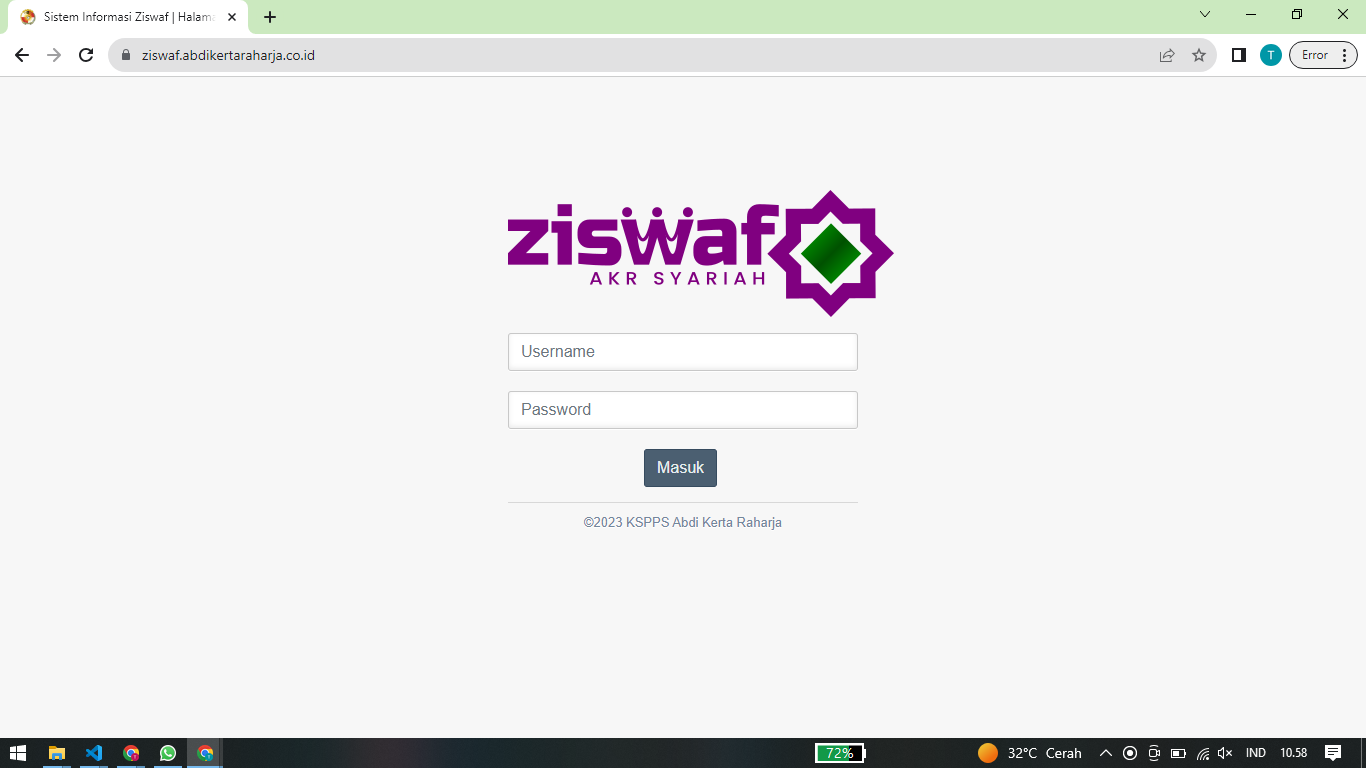 Sistem Informasi Ziswaf | Halama
ziswaf.abdikertaraharja.co.id
T
Error
ziswaf
AKR SYARIAH
Username
Password
Masuk
©2023 KSPPS Abdi Kerta Raharja
72%
32°C Cerah
IND
10.58